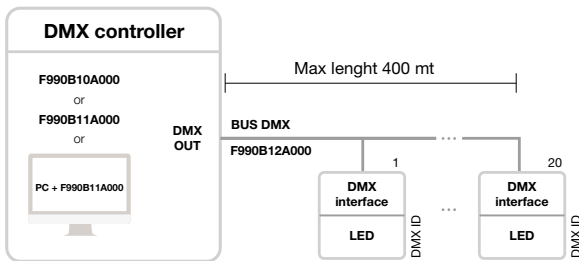 DMX controller
F990B10A000
or
F990B11A000
or
PC + F990B11A000
DMX
OUT
Max lenght 400 mt
BUS DMX
F990B12A000
...
1
DMX
interface
LED
DMX ID
...
20
DMX
interface
LED
DMX ID